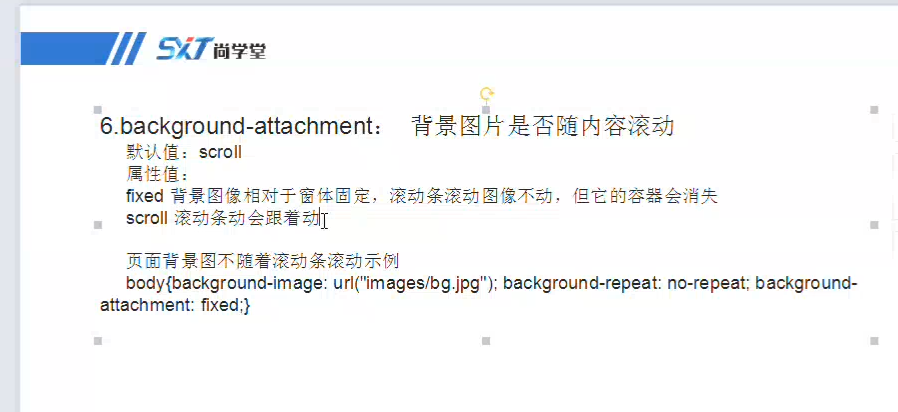 SXT尚学堂
6.background-attachment： 背景图片是否随内容滚动
默认值：scroll
属性值：
fixed 背景图像相对于窗体固定，滚动条滚动图像不动，但它的容器会消失
scroll 滚动条动会跟着动
页面背景图不随着滚动条滚动示例
body{background-image: url("images/bg.jpg"); background-repeat: no-repeat; background-
attachment: fixed;}